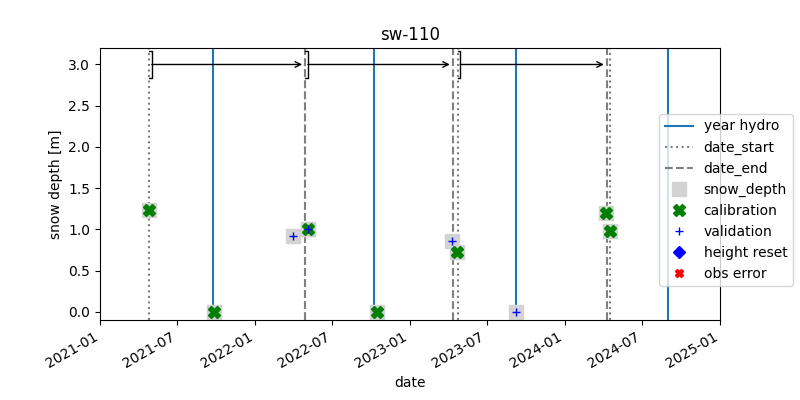 sw-110
snow depth [m]
3.0
2.5
2.0
1.5
1.0
0.5
0.0
year hydro
date_start
date_end
snow_depth
calibration
validation
height reset
obs error
2021-01
2021-07
2022-01
2022-07
2023-01
2023-07
2024-01
2024-07
2025-01
date